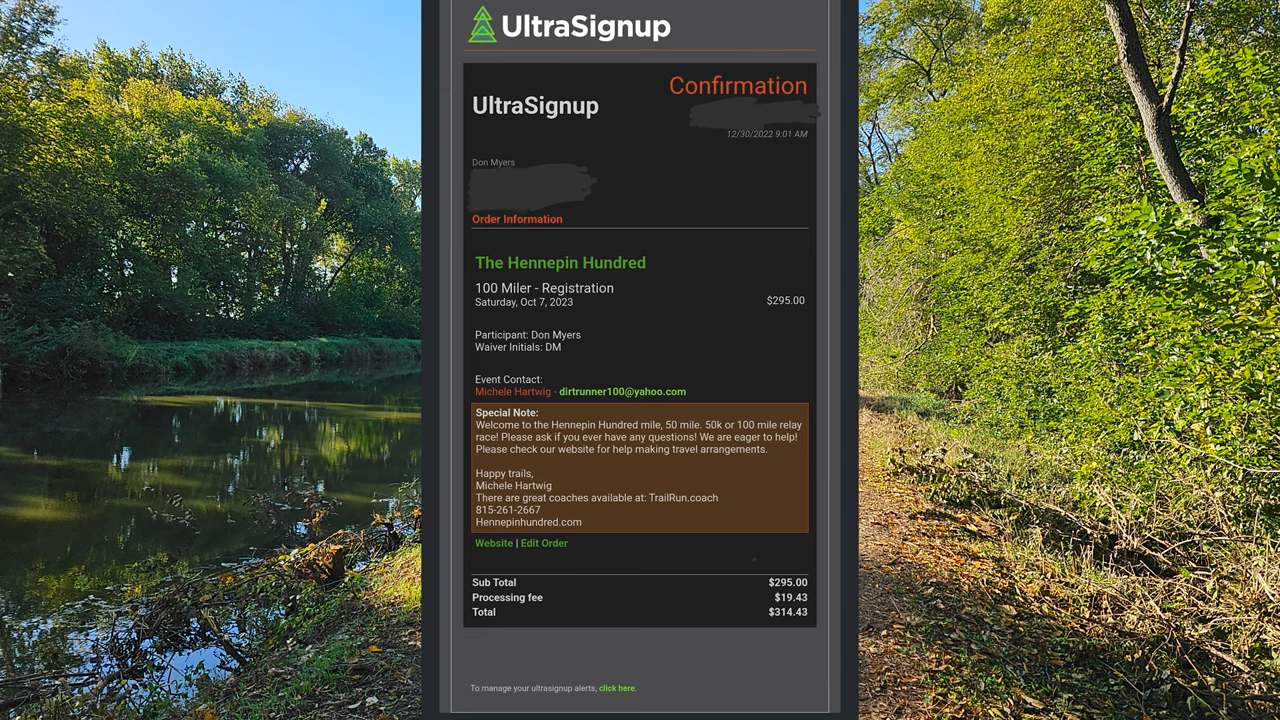 UltraSignup
Confirmation
UltraSignup
12/30/2022 9:01 AM
Don Myers
Order Information
The Hennepin Hundred
100 Miler - Registration
Saturday, Oct 7, 2023
$295.00
Participant: Don Myers
Waiver Initials: DM
Event Contact:
Michele Hartwig - dirtrunner100@yahoo.com
Special Note:
Welcome to the Hennepin Hundred mile, 50 mile. 50k or 100 mile relay
race! Please ask if you ever have any questions! We are eager to help!
Please check our website for help making travel arrangements.
Happy trails,
Michele Hartwig
There are great coaches available at: TrailRun.coach
815-261-2667
Hennepinhundred.com
Website | Edit Order
Sub Total $295.00
Processing fee $19.43
Total $314.43
To manage your ultrasignup alerts, click here.